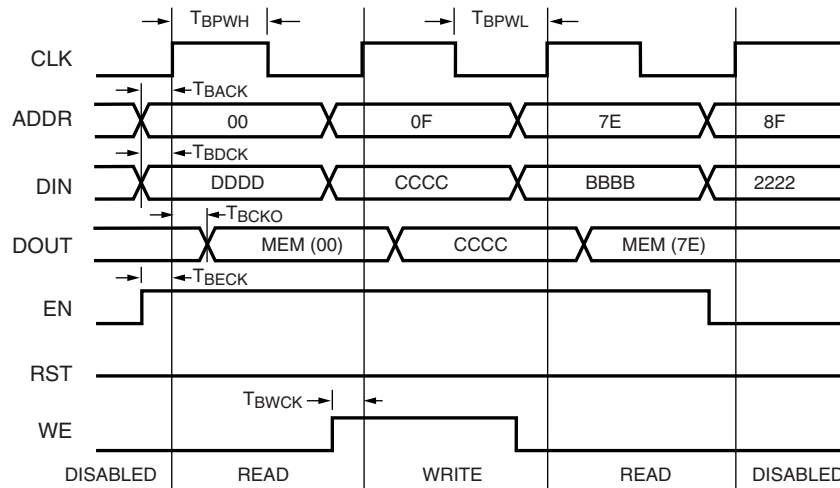 TBPWH TBPWL
CLK
TBACK
ADDR 00 0F 7E 8F
TBDCK
DIN DDDD CCCC BBBB 2222
TBCKO
DOUT MEM (00) CCCC MEM (7E)
TBECK
EN
RST
TBWCK
WE
DISABLED READ WRITE READ DISABLED